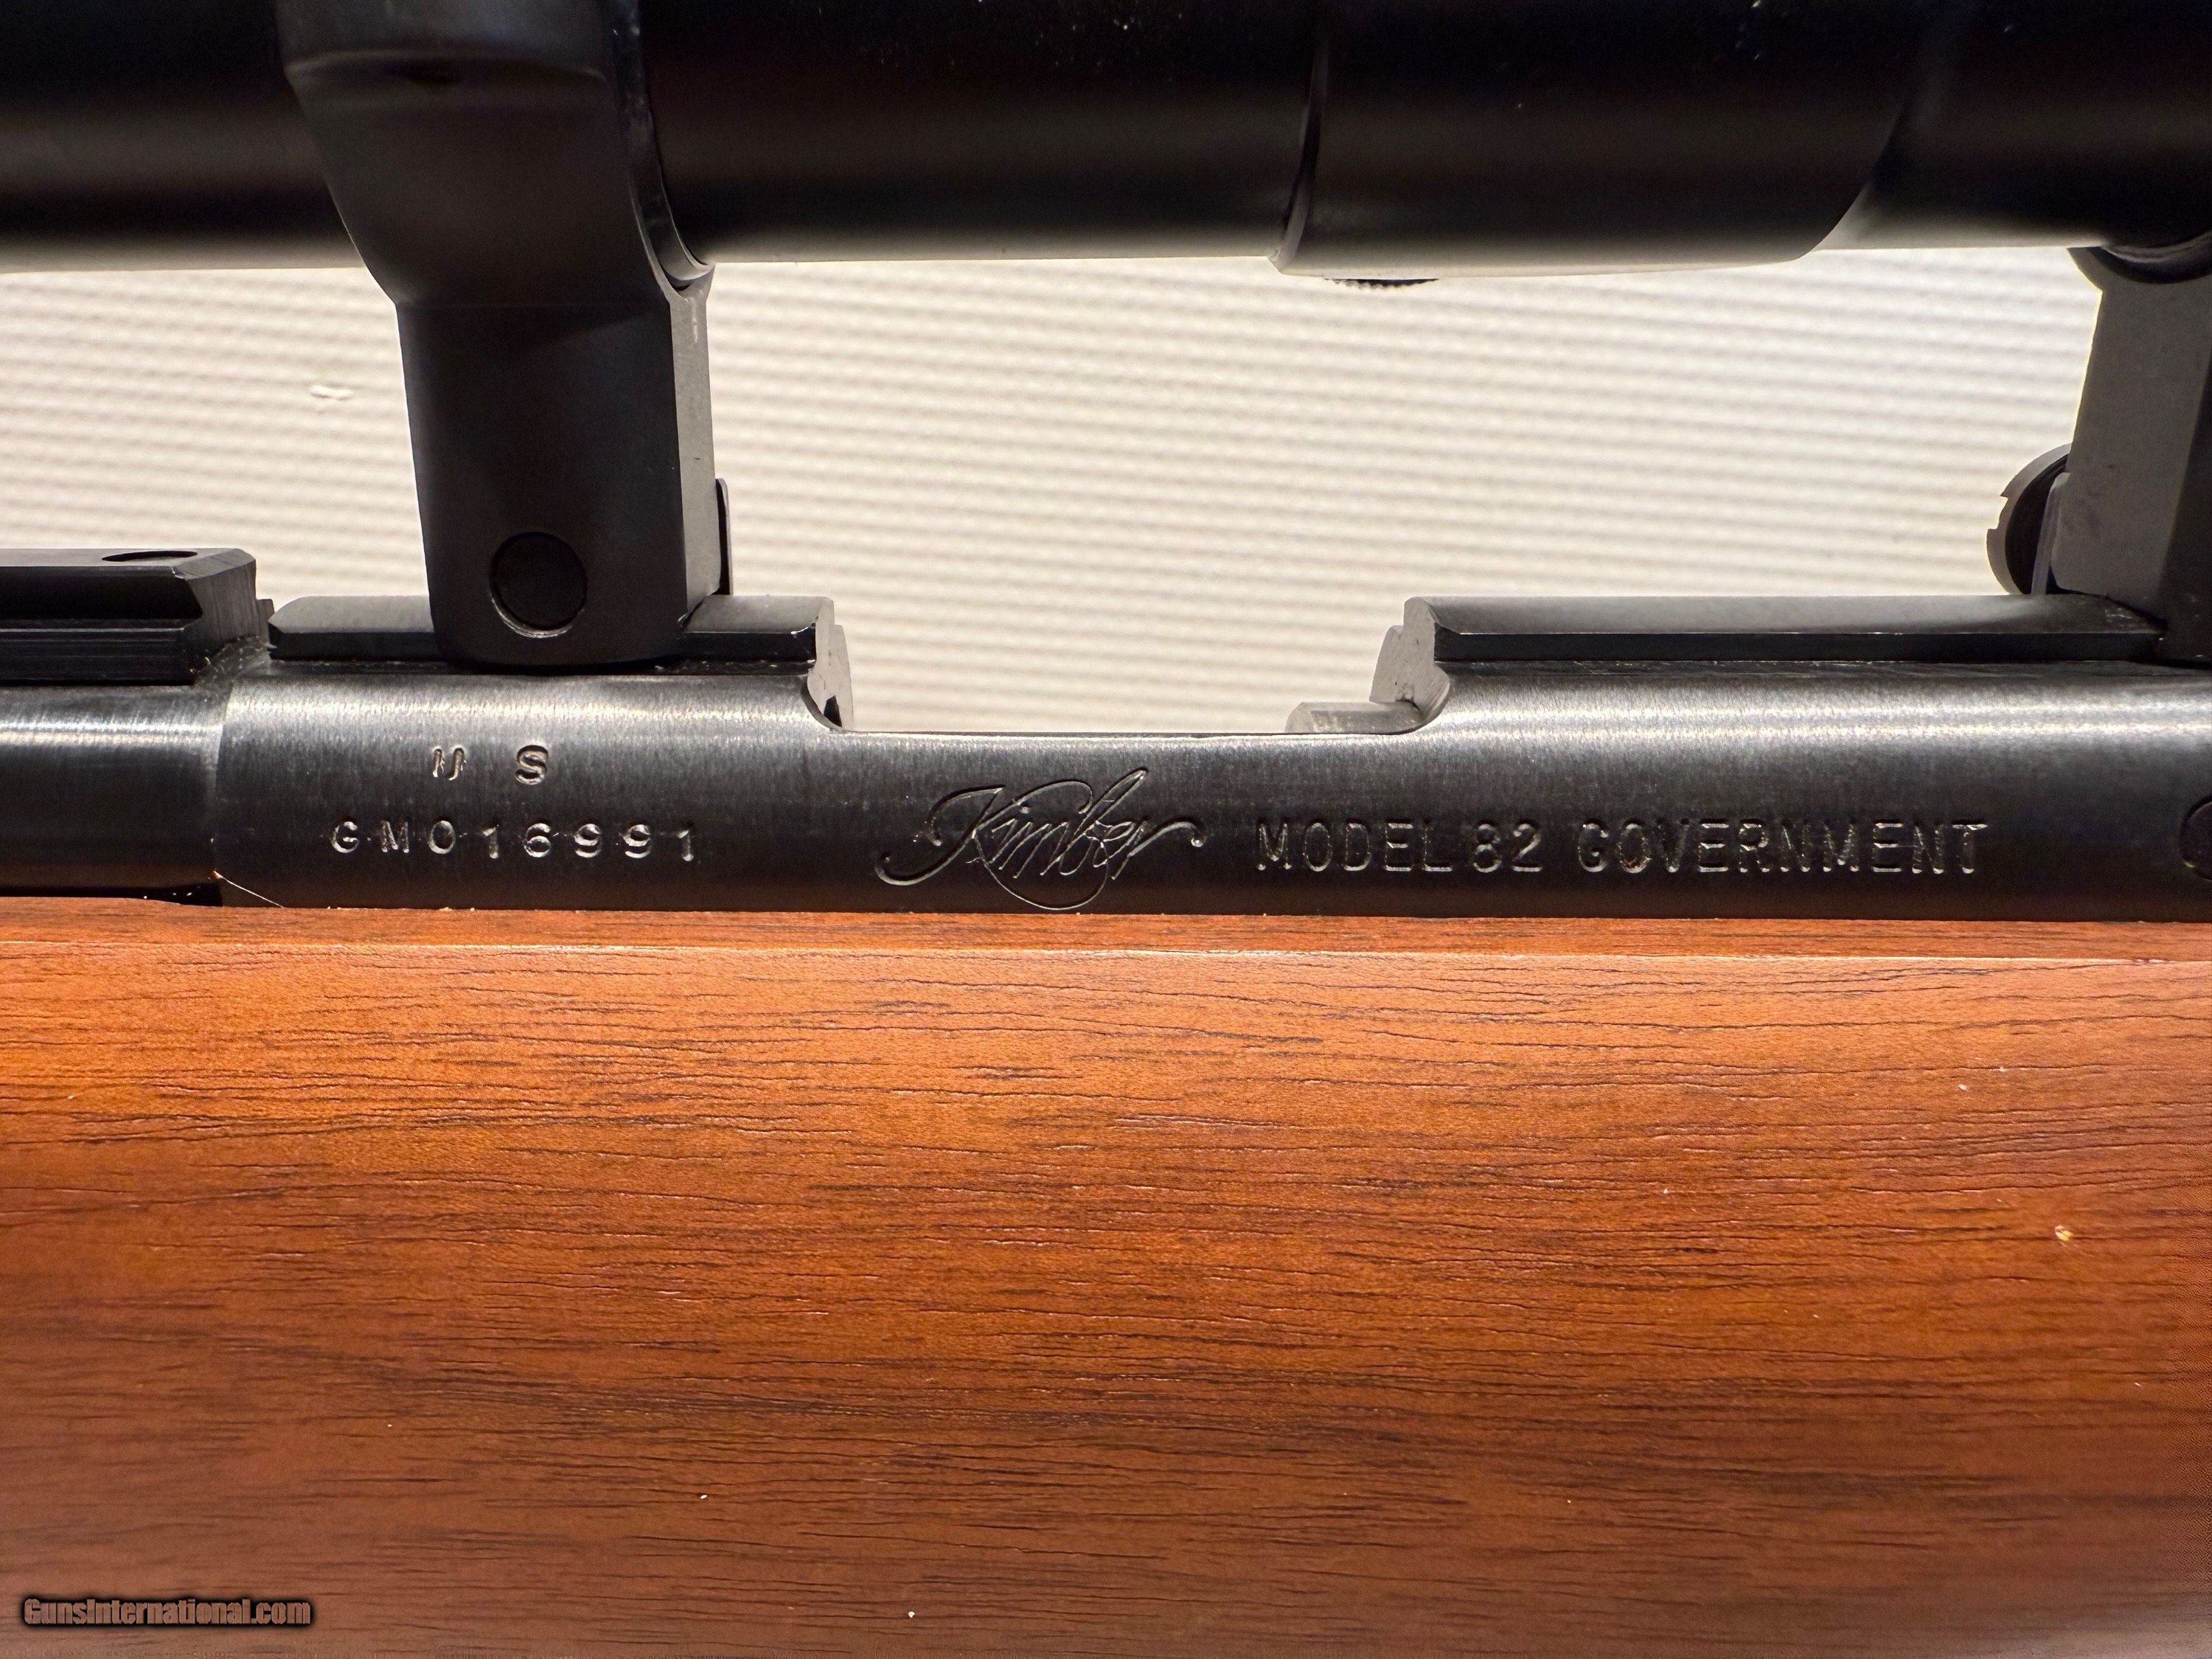 U S
GM016991
Kimber
MODEL 82 GOVERNMENT
GunsInternational.com